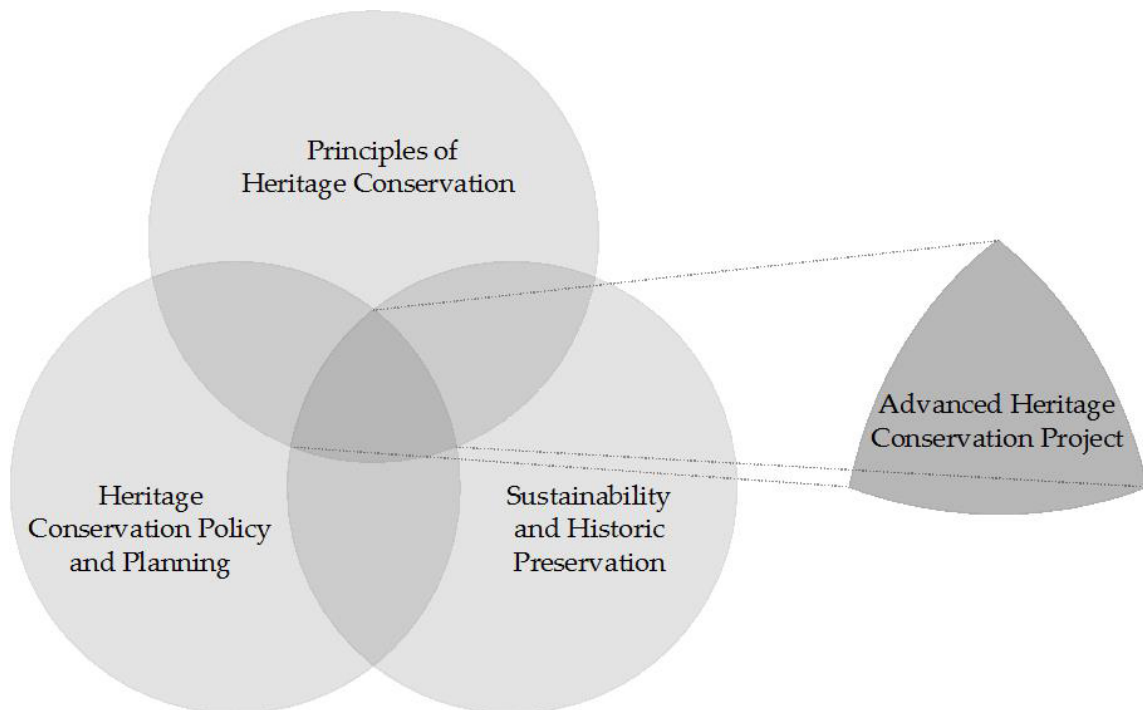 Principles of
Heritage Conservation
Heritage
Conservation Policy
and Planning
Sustainability
and Historic
Preservation
Advanced Heritage
Conservation Project